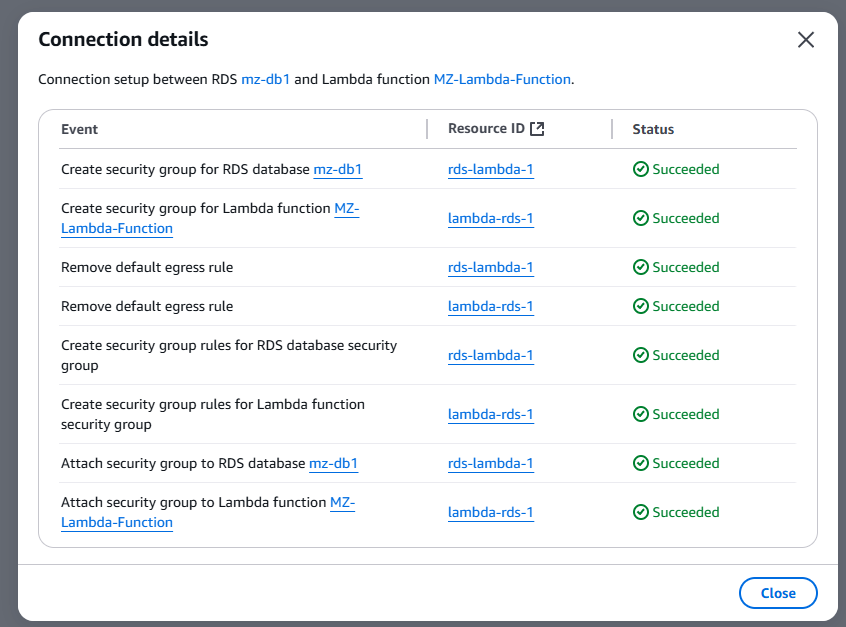 Connection details
Connection setup between RDS mz-db1 and Lambda function MZ-Lambda-Function.
Event Resource ID Status
Create security group for RDS database mz-db1 rds-lambda-1 Succeeded
Create security group for Lambda function MZ-
Lambda-Function lambda-rds-1 Succeeded
Remove default egress rule rds-lambda-1 Succeeded
Remove default egress rule lambda-rds-1 Succeeded
Create security group rules for RDS database security
group rds-lambda-1 Succeeded
Create security group rules for Lambda function
security group lambda-rds-1 Succeeded
Attach security group to RDS database mz-db1 rds-lambda-1 Succeeded
Attach security group to Lambda function MZ-
Lambda-Function lambda-rds-1 Succeeded
Close